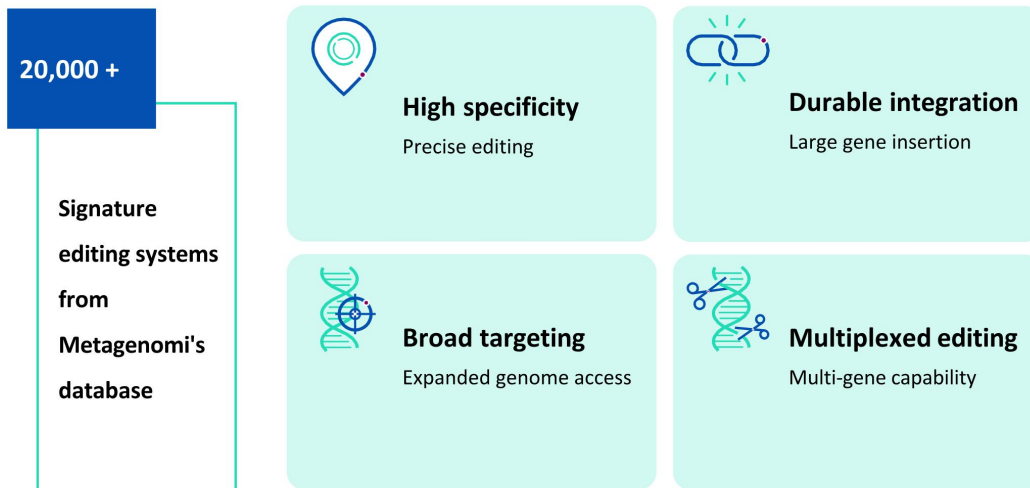 20,000 +
Signature
editing systems
from
Metagenomi's
database
High specificity
Precise editing
Durable integration
Large gene insertion
Broad targeting
Expanded genome access
Multiplexed editing
Multi-gene capability